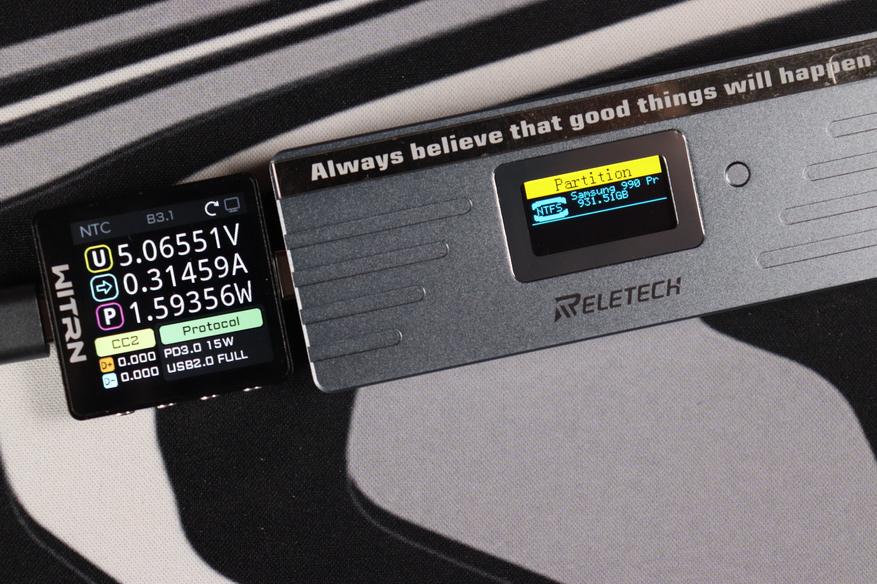 WITRN
NTC B3.1
U 5.06551V
0.31459A
P 1.59356W
CC2 Protocol
D+ 0.000 PD3.0 15W
D- 0.000 USB2.0 FULL
Always believe that good things will happen
Partition
NTFS Samsung 990 Pr
931.51GB
RELETECH